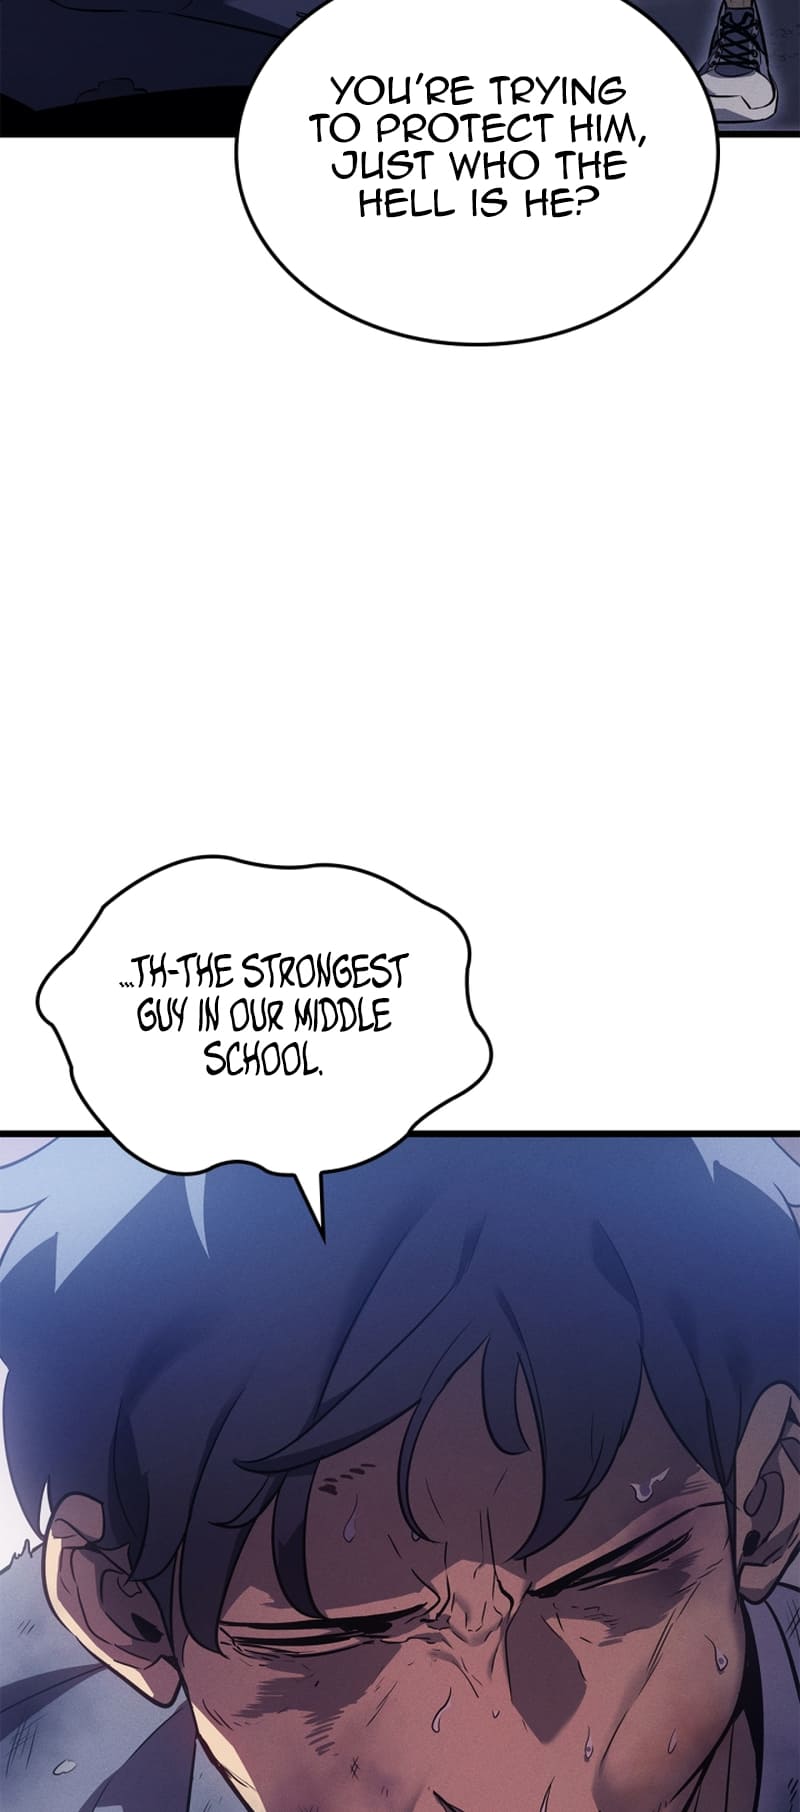 YOU'RE TRYING
TO PROTECT HIM,
JUST WHO THE
HELL IS HE?
...TH-THE STRONGEST
GUY IN OUR MIDDLE
SCHOOL.